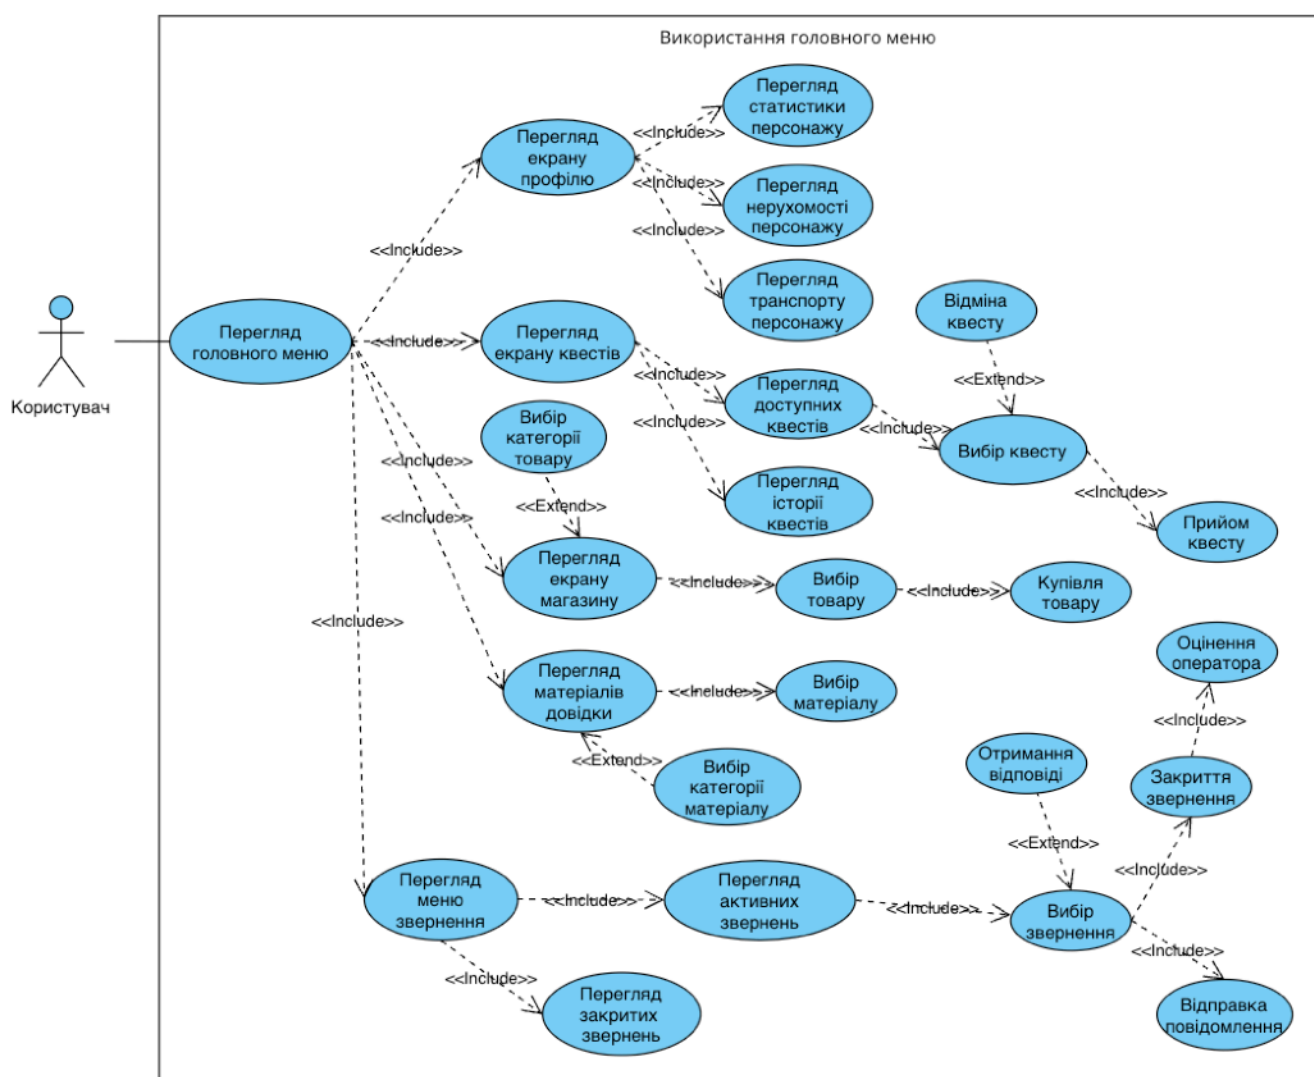 Використання головного меню
Перегляд
статистики
персонажу
<<Include>>
Перегляд
екрану
профілю
<<Include>>
Перегляд
нерухомості
персонажу
<<Include>>
<<Include>>
Перегляд
транспорту
персонажу
Відміна
квесту
Користувач
Перегляд
головного меню
<<Include>>
Перегляд
екрану квестів
<<Include>>
Перегляд
доступних
квестів
<<Extend>>
<<Include>>
<<Include>>
Вибір квесту
Вибір
категорії
товару
<<Include>>
<<Extend>>
Перегляд
історії
квестів
<<Include>>
Прийом
квесту
<<Include>>
Перегляд
екрану
магазину
<<Include>>
Вибір
товару
<<Include>>
Купівля
товару
<<Include>>
Оцінення
оператора
Перегляд
матеріалів
довідки
<<Include>>
Вибір
матеріалу
<<Include>>
<<Extend>>
Вибір
категорії
матеріалу
Отримання
відповіді
Закриття
звернення
<<Extend>>
<<Include>>
Перегляд
меню
звернення
<<Include>>
Перегляд
активних
звернень
<<Include>>
Вибір
звернення
<<Include>>
<<Include>>
Перегляд
закритих
звернень
Відправка
повідомлення